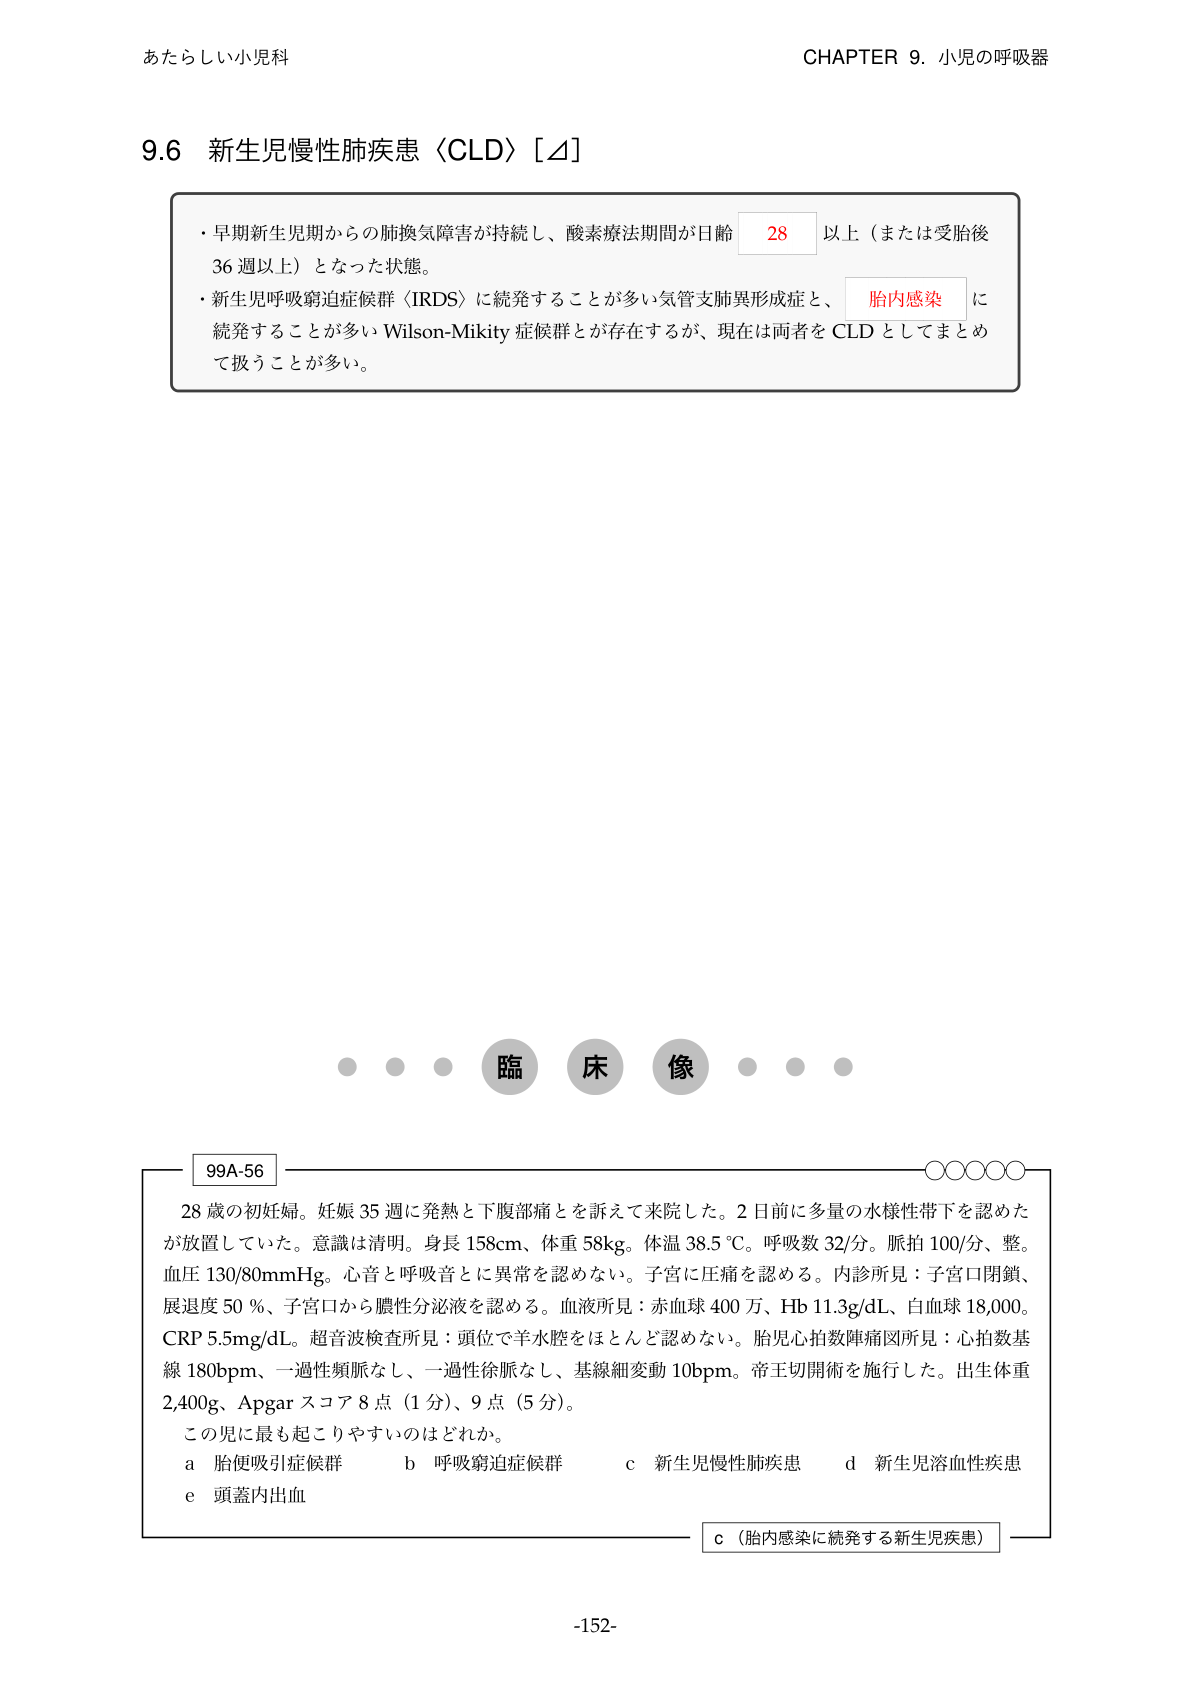 あたらしい小児科
CHAPTER 9. 小児の呼吸器
9.6 新生児慢性肺疾患〈CLD〉[⊿]
・早期新生児期からの肺換気障害が持続し、酸素療法期間が日齢 28 以上（または受胎後
36 週以上）となった状態。
・新生児呼吸窮迫症候群〈IRDS〉に続発することが多い気管支肺異形成症と、 胎内感染 に
続発することが多い Wilson-Mikity 症候群とが存在するが、現在は両者を CLD としてまとめ
て扱うことが多い。
臨床像
99A-56
28 歳の初妊婦。妊娠 35 週に発熱と下腹部痛とを訴えて来院した。2 日前に多量の水様性帯下を認めた
が放置していた。意識は清明。身長 158cm、体重 58kg。体温 38.5 ℃。呼吸数 32/分。脈拍 100/分、整。
血圧 130/80mmHg。心音と呼吸音とに異常を認めない。子宮に圧痛を認める。内診所見：子宮口閉鎖、
展退度 50 %、子宮口から膿性分泌液を認める。血液所見：赤血球 400 万、Hb 11.3g/dL、白血球 18,000。
CRP 5.5mg/dL。超音波検査所見：頭位で羊水腔をほとんど認めない。胎児心拍数陣痛図所見：心拍数基
線 180bpm、一過性頻脈なし、一過性徐脈なし、基線細変動 10bpm。帝王切開術を施行した。出生体重
2,400g、Apgar スコア 8 点（1 分）、9 点（5 分）。
この児に最も起こりやすいのはどれか。
a 胎便吸引症候群 b 呼吸窮迫症候群 c 新生児慢性肺疾患 d 新生児溶血性疾患
e 頭蓋内出血
c （胎内感染に続発する新生児疾患）
-152-